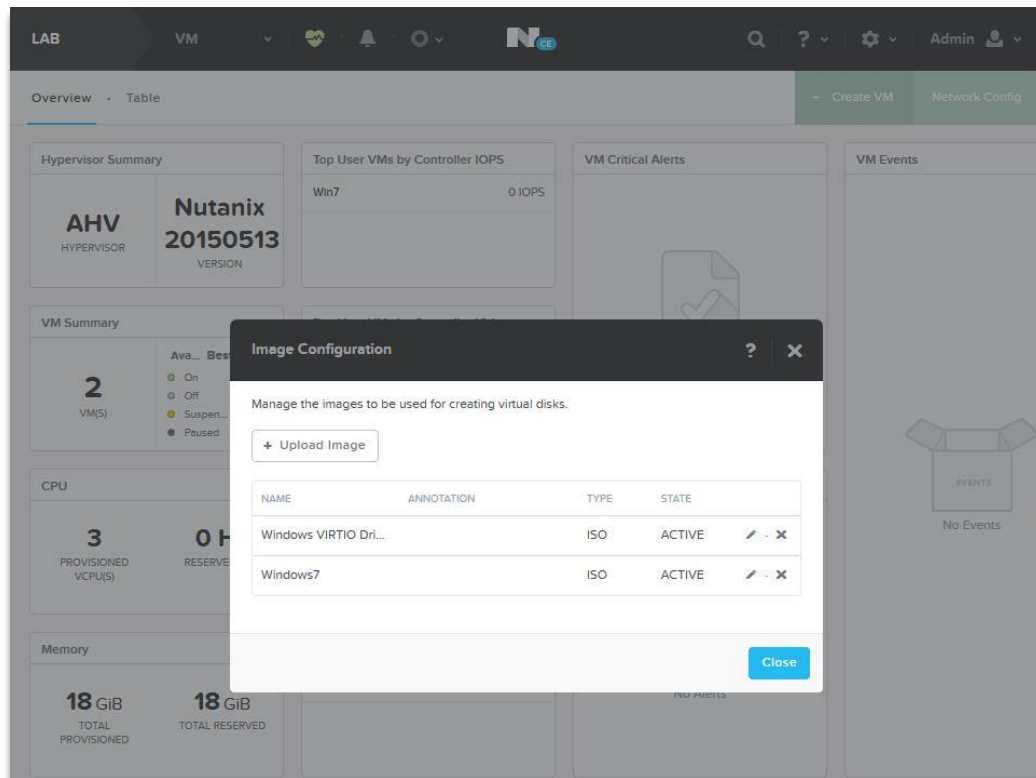 LAB VM N CE ? Admin
Overview · Table + Create VM Network Config
Hypervisor Summary
AHV
HYPERVISOR
Nutanix
20150513
VERSION
Top User VMs by Controller IOPS
Win7 0 IOPS
VM Critical Alerts
VM Events
VM Summary
2
VM(S)
Ava... Bes
On
Off
Suspen...
Paused
Image Configuration ?
Manage the images to be used for creating virtual disks.
+ Upload Image
NAME ANNOTATION TYPE STATE
Windows VIRTIO Dri... ISO ACTIVE
Windows7 ISO ACTIVE
Close
CPU
3
PROVISIONED
VCPU(S)
0
RESERVE
EVENTS
No Events
Memory
18 GiB
TOTAL
PROVISIONED
18 GiB
TOTAL RESERVED
No Alerts